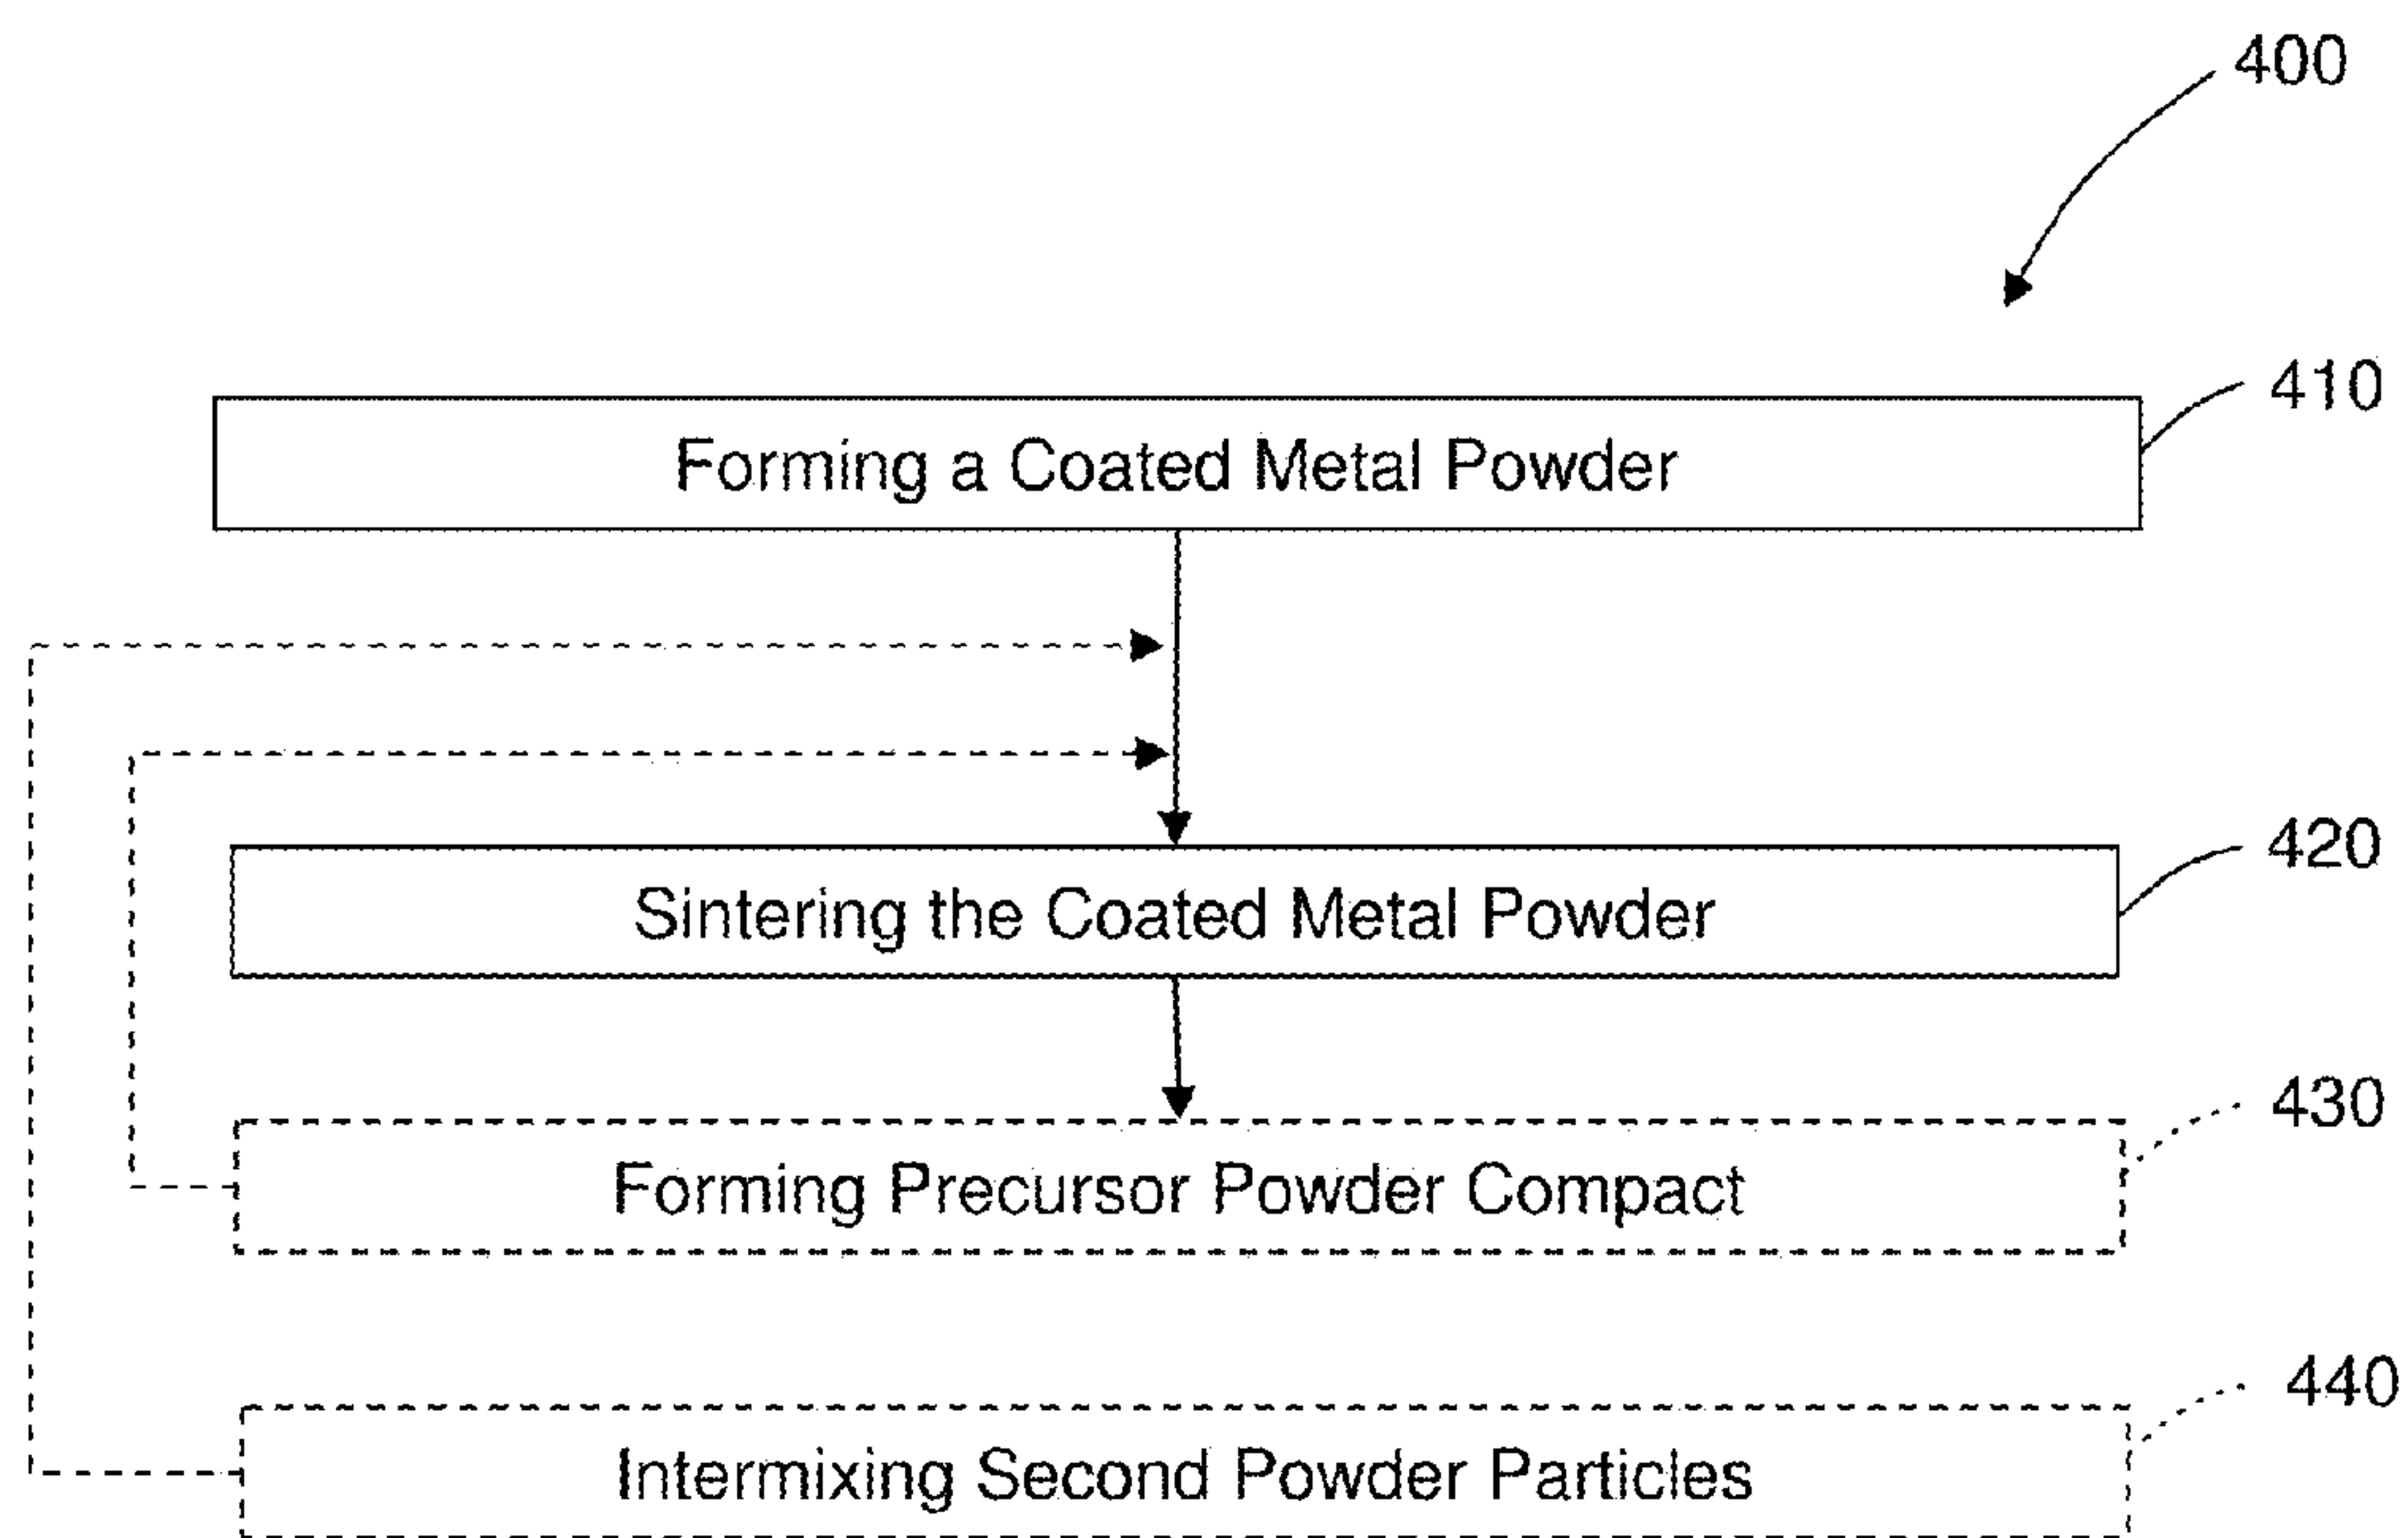 400
410
Forming a Coated Metal Powder
420
Sintering the Coated Metal Powder
430
Forming Precursor Powder Compact
440
Intermixing Second Powder Particles